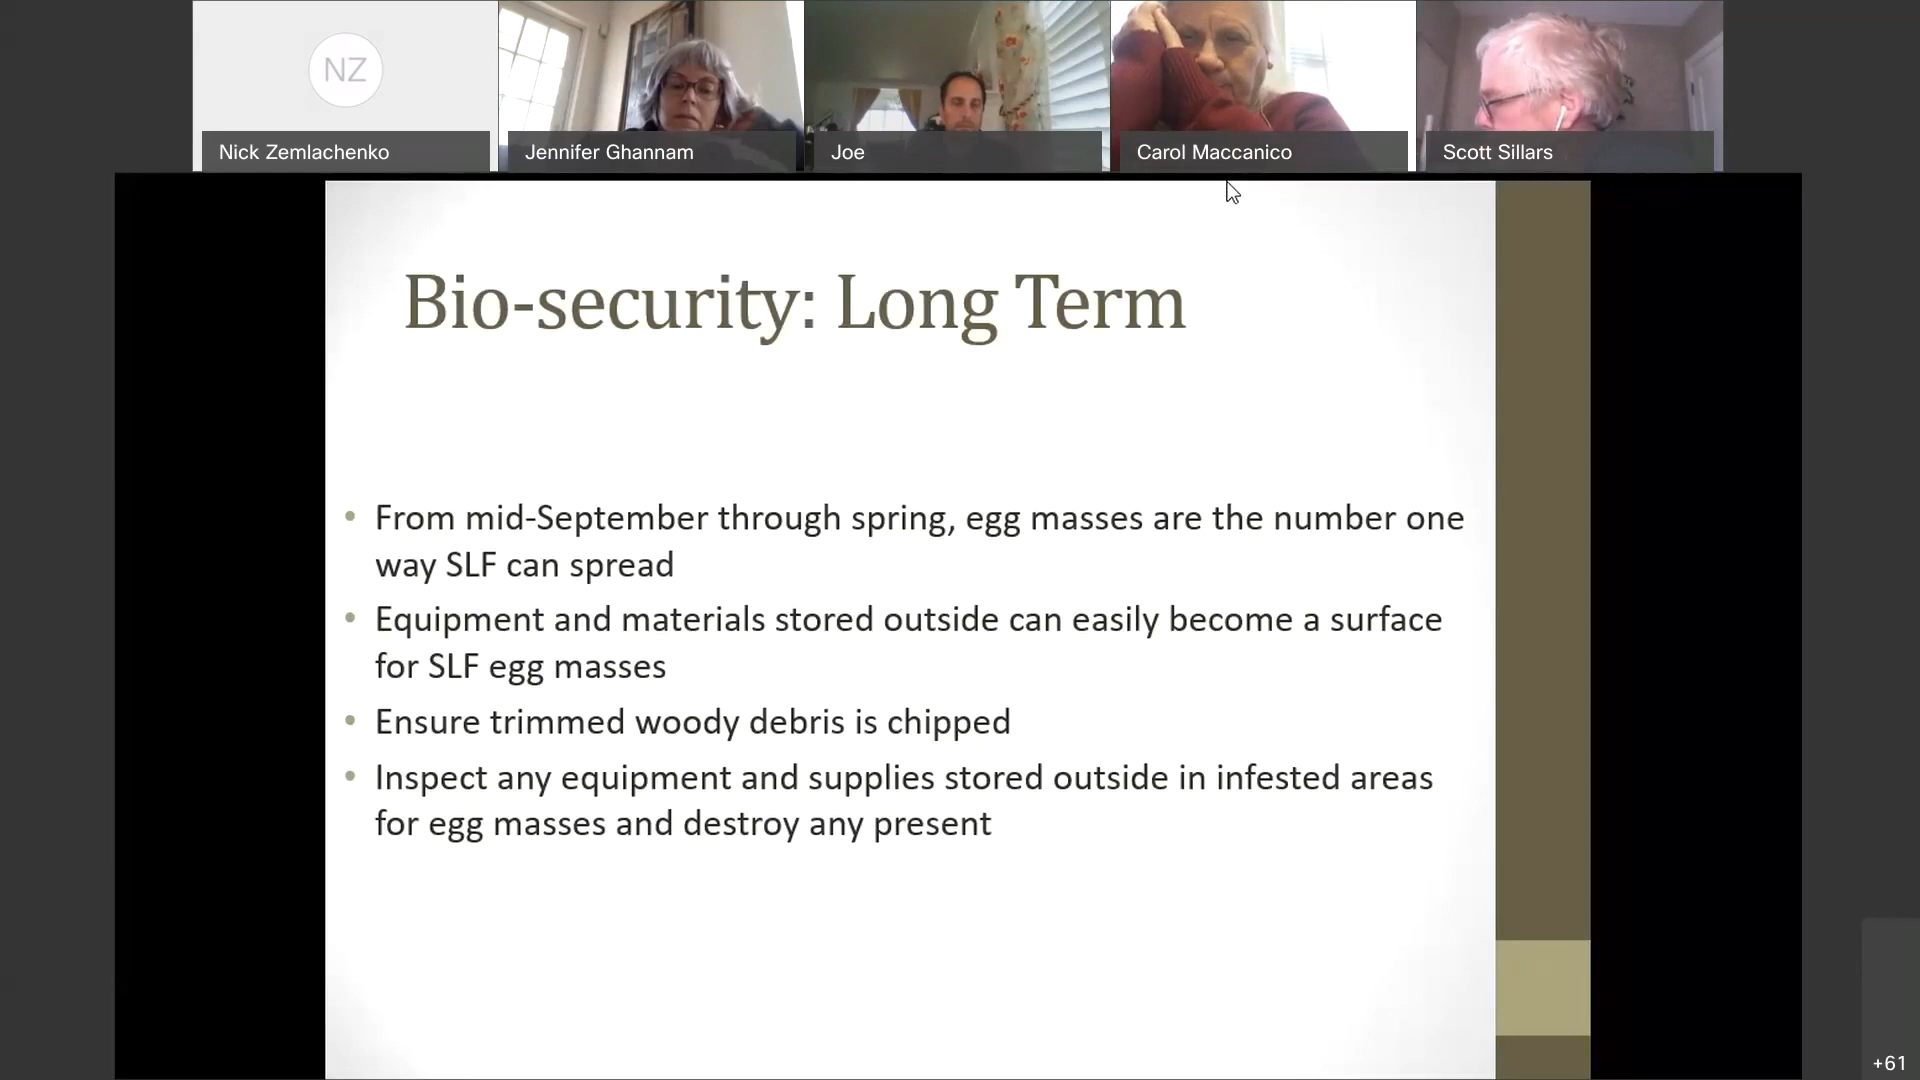 NZ
Nick Zemlachenko
Jennifer Ghannam
Joe
Carol Maccanico
Scott Sillars
Bio-security: Long Term
• From mid-September through spring, egg masses are the number one
way SLF can spread
• Equipment and materials stored outside can easily become a surface
for SLF egg masses
• Ensure trimmed woody debris is chipped
• Inspect any equipment and supplies stored outside in infested areas
for egg masses and destroy any present
+61